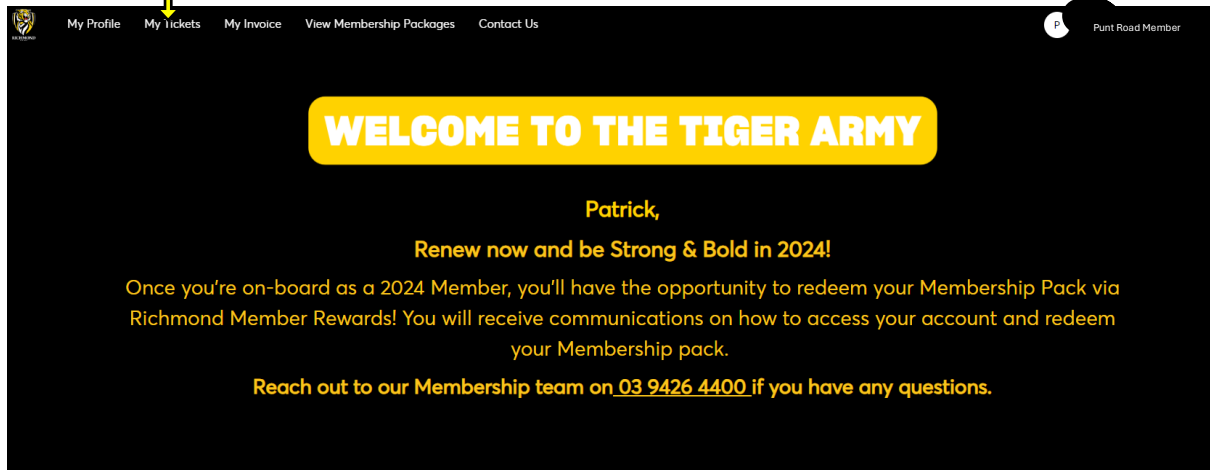 RICHMOND
My Profile My Tickets My Invoice View Membership Packages Contact Us
P Punt Road Member
WELCOME TO THE TIGER ARMY
Patrick,
Renew now and be Strong & Bold in 2024!
Once you're on-board as a 2024 Member, you'll have the opportunity to redeem your Membership Pack via
Richmond Member Rewards! You will receive communications on how to access your account and redeem
your Membership pack.
Reach out to our Membership team on 03 9426 4400 if you have any questions.